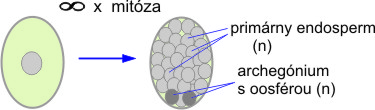 ∞ x mitóza
primárny endosperm
(n)
archegónium
s oosférou (n)